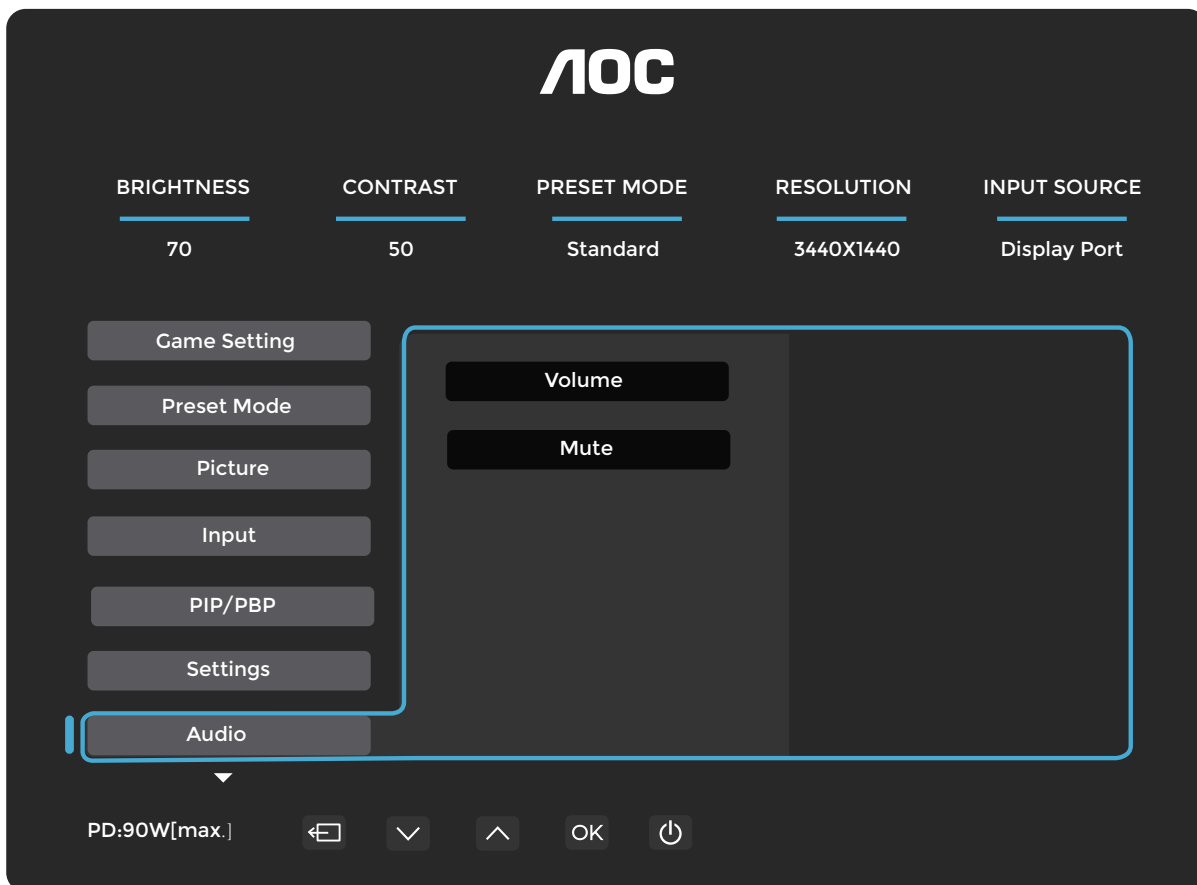 AOC
BRIGHTNESS CONTRAST PRESET MODE RESOLUTION INPUT SOURCE
70 50 Standard 3440X1440 Display Port
Game Setting
Preset Mode
Picture
Input
PIP/PBP
Settings
Audio
Volume
Mute
PD:90W[max.] OK